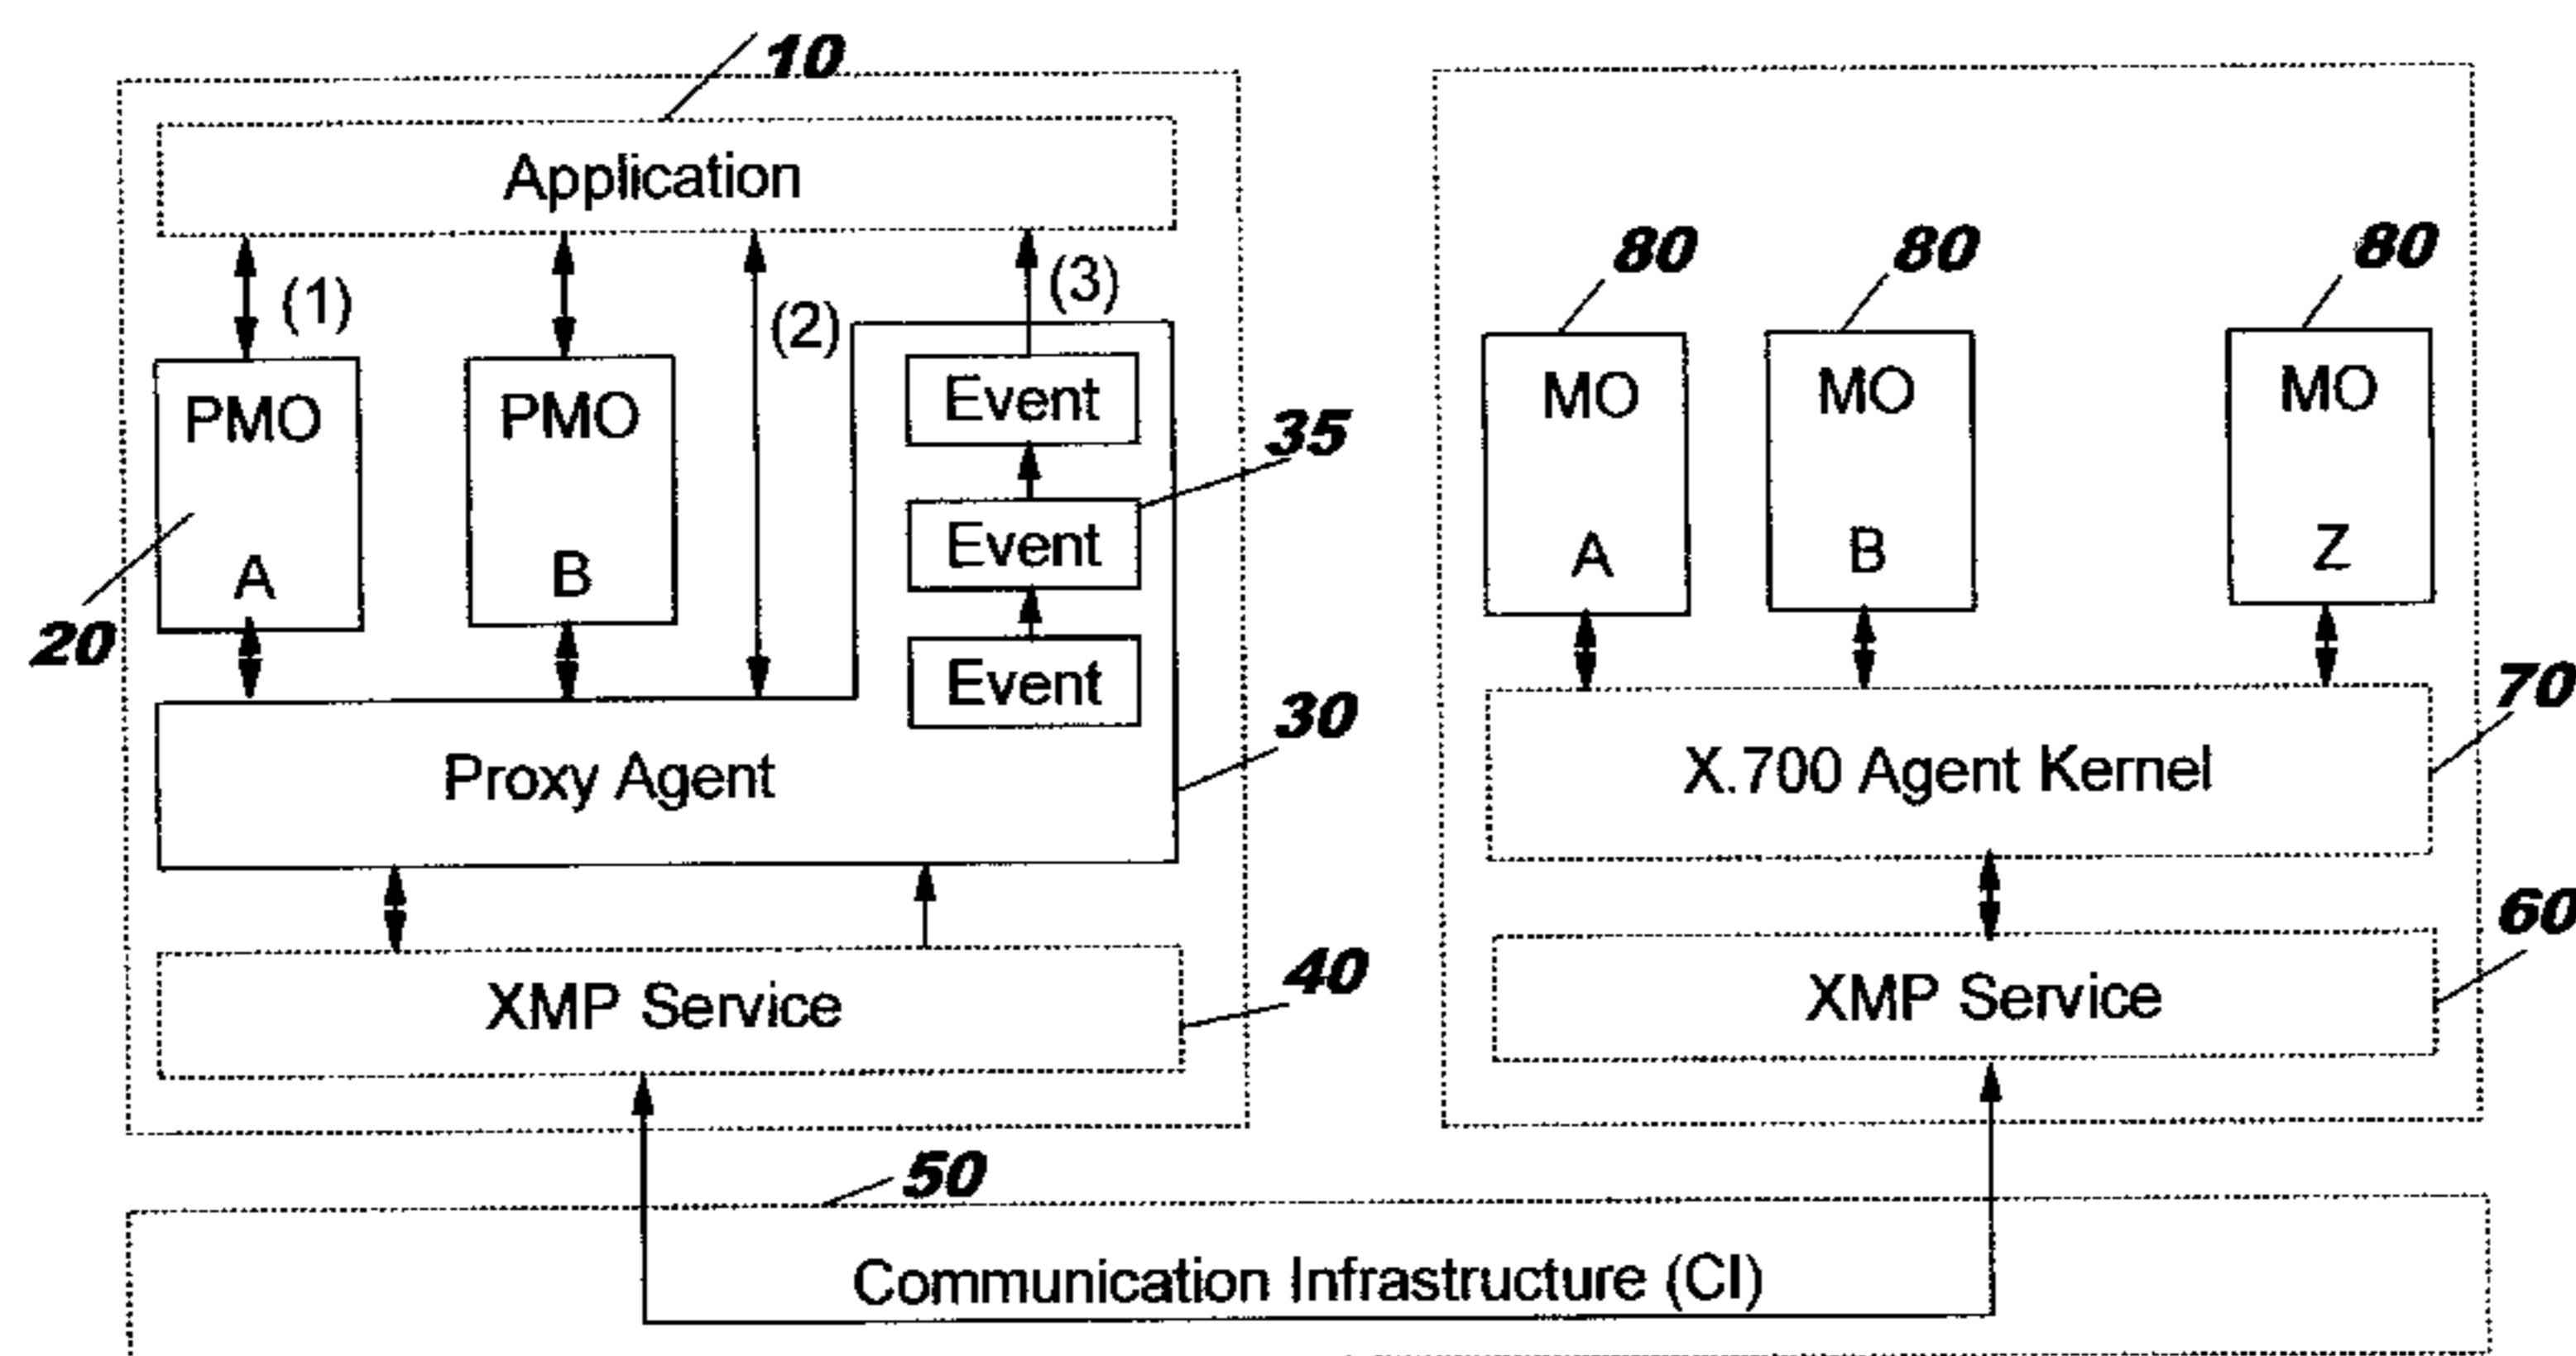 10
Application
(1)
(2)
(3)
PMO
A
PMO
B
Event
Event
Event
35
20
Proxy Agent
30
XMP Service
40
80
80
80
MO
A
MO
B
MO
Z
X.700 Agent Kernel
70
XMP Service
60
50
Communication Infrastructure (CI)